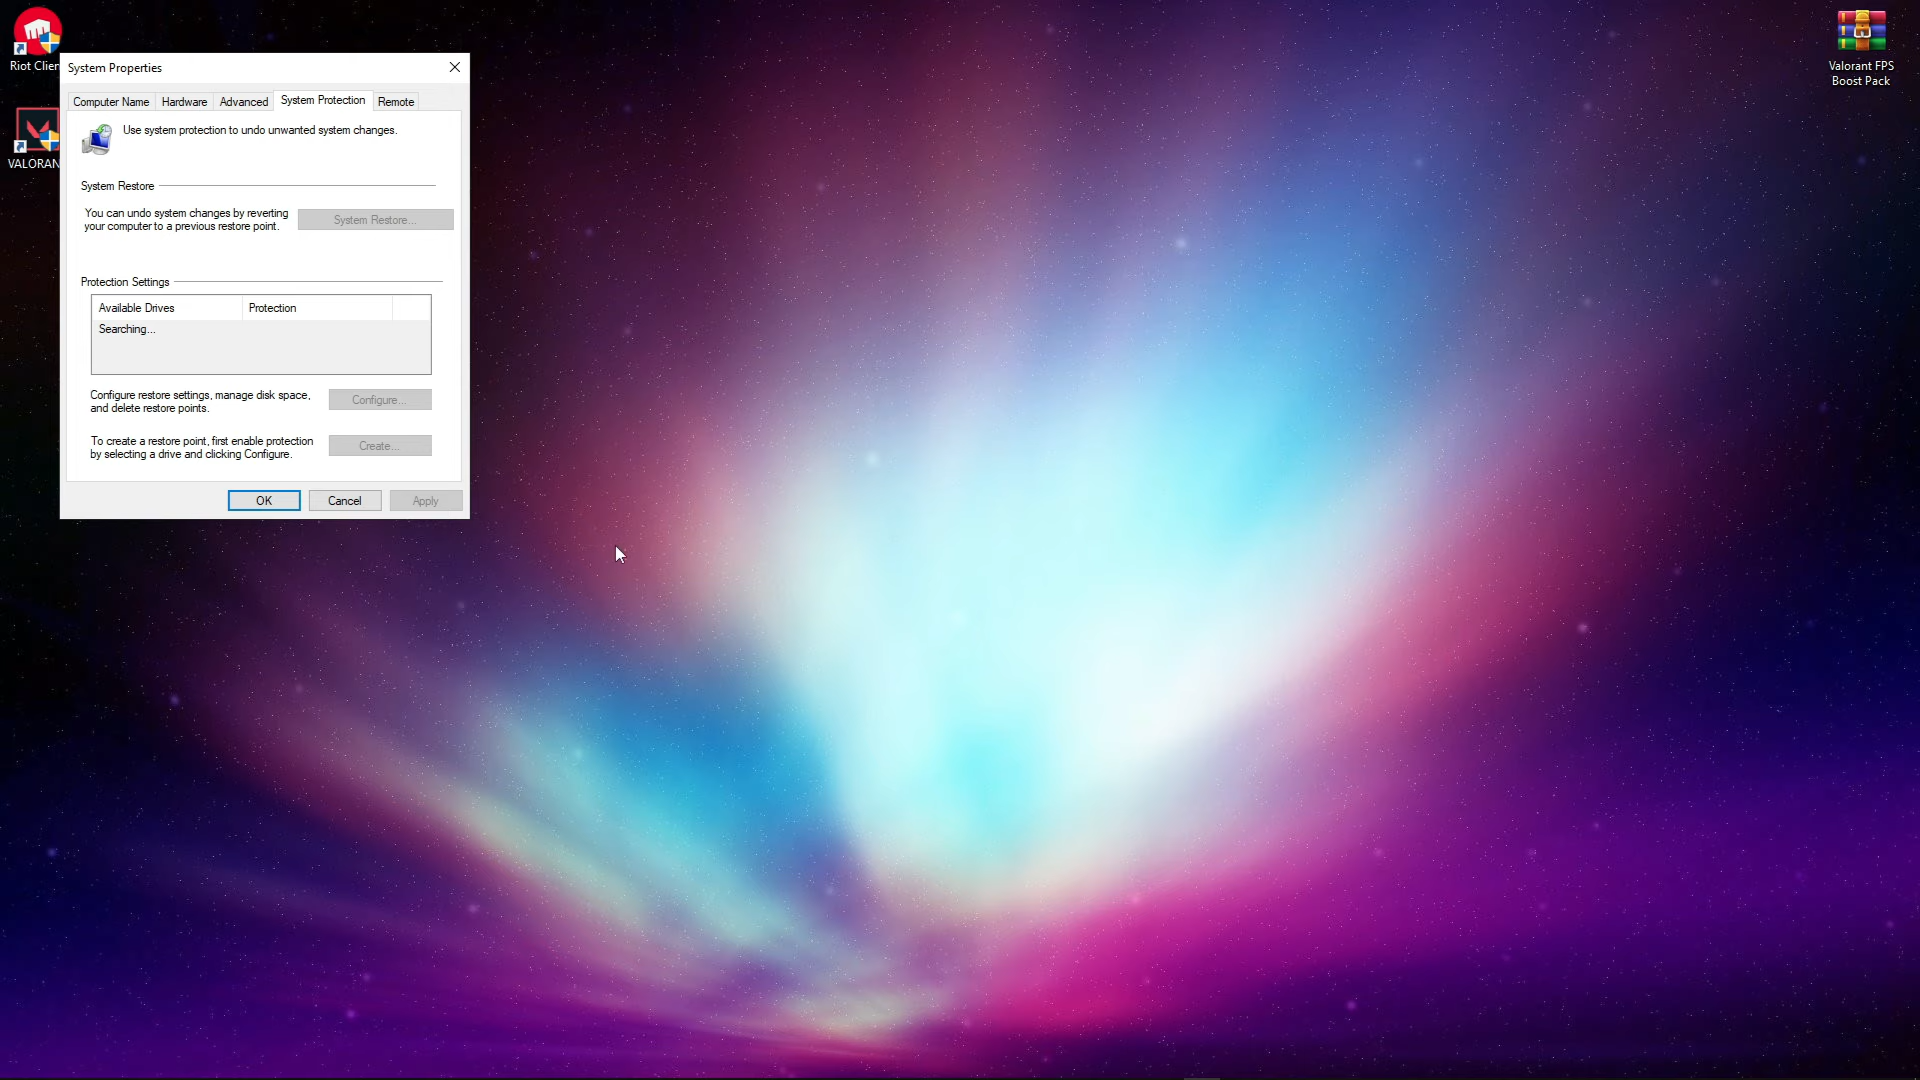 Riot Clien
VALORAN
System Properties
Computer Name
Hardware
Advanced
System Protection
Remote
Use system protection to undo unwanted system changes.
System Restore
You can undo system changes by reverting
your computer to a previous restore point.
System Restore...
Protection Settings
Available Drives
Protection
Searching...
Configure restore settings, manage disk space,
and delete restore points.
Configure...
To create a restore point, first enable protection
by selecting a drive and clicking Configure.
Create...
OK
Cancel
Apply
Valorant FPS
Boost Pack